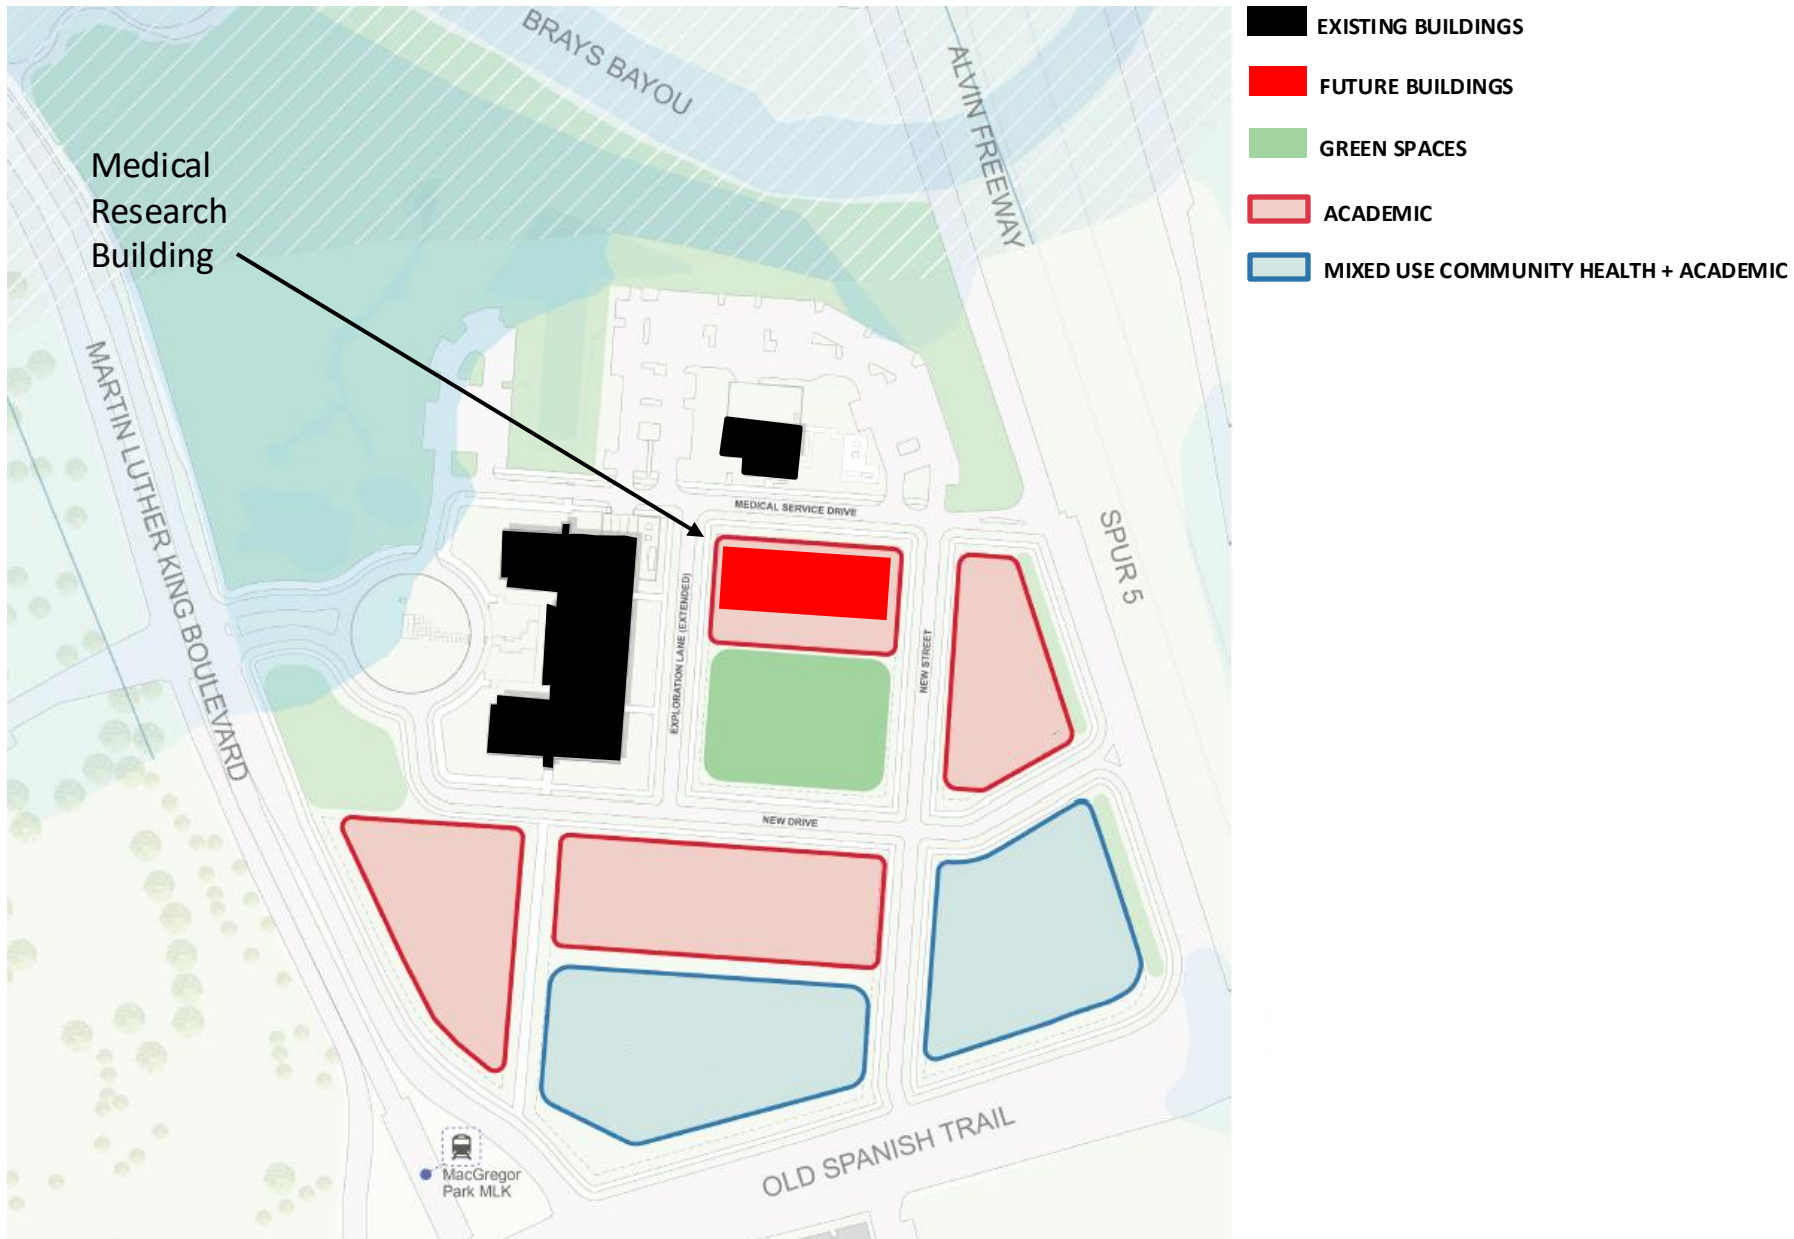 BRAYS BAYOU
ALVIN FREEWAY
EXISTING BUILDINGS
FUTURE BUILDINGS
GREEN SPACES
ACADEMIC
MIXED USE COMMUNITY HEALTH + ACADEMIC
Medical
Research
Building
MARTIN LUTHER KING BOULEVARD
MEDICAL SERVICE DRIVE
SPUR 5
EXPLORATION LANE (EXTENDED)
NEW STREET
NEW DRIVE
OLD SPANISH TRAIL
MacGregor
Park MLK